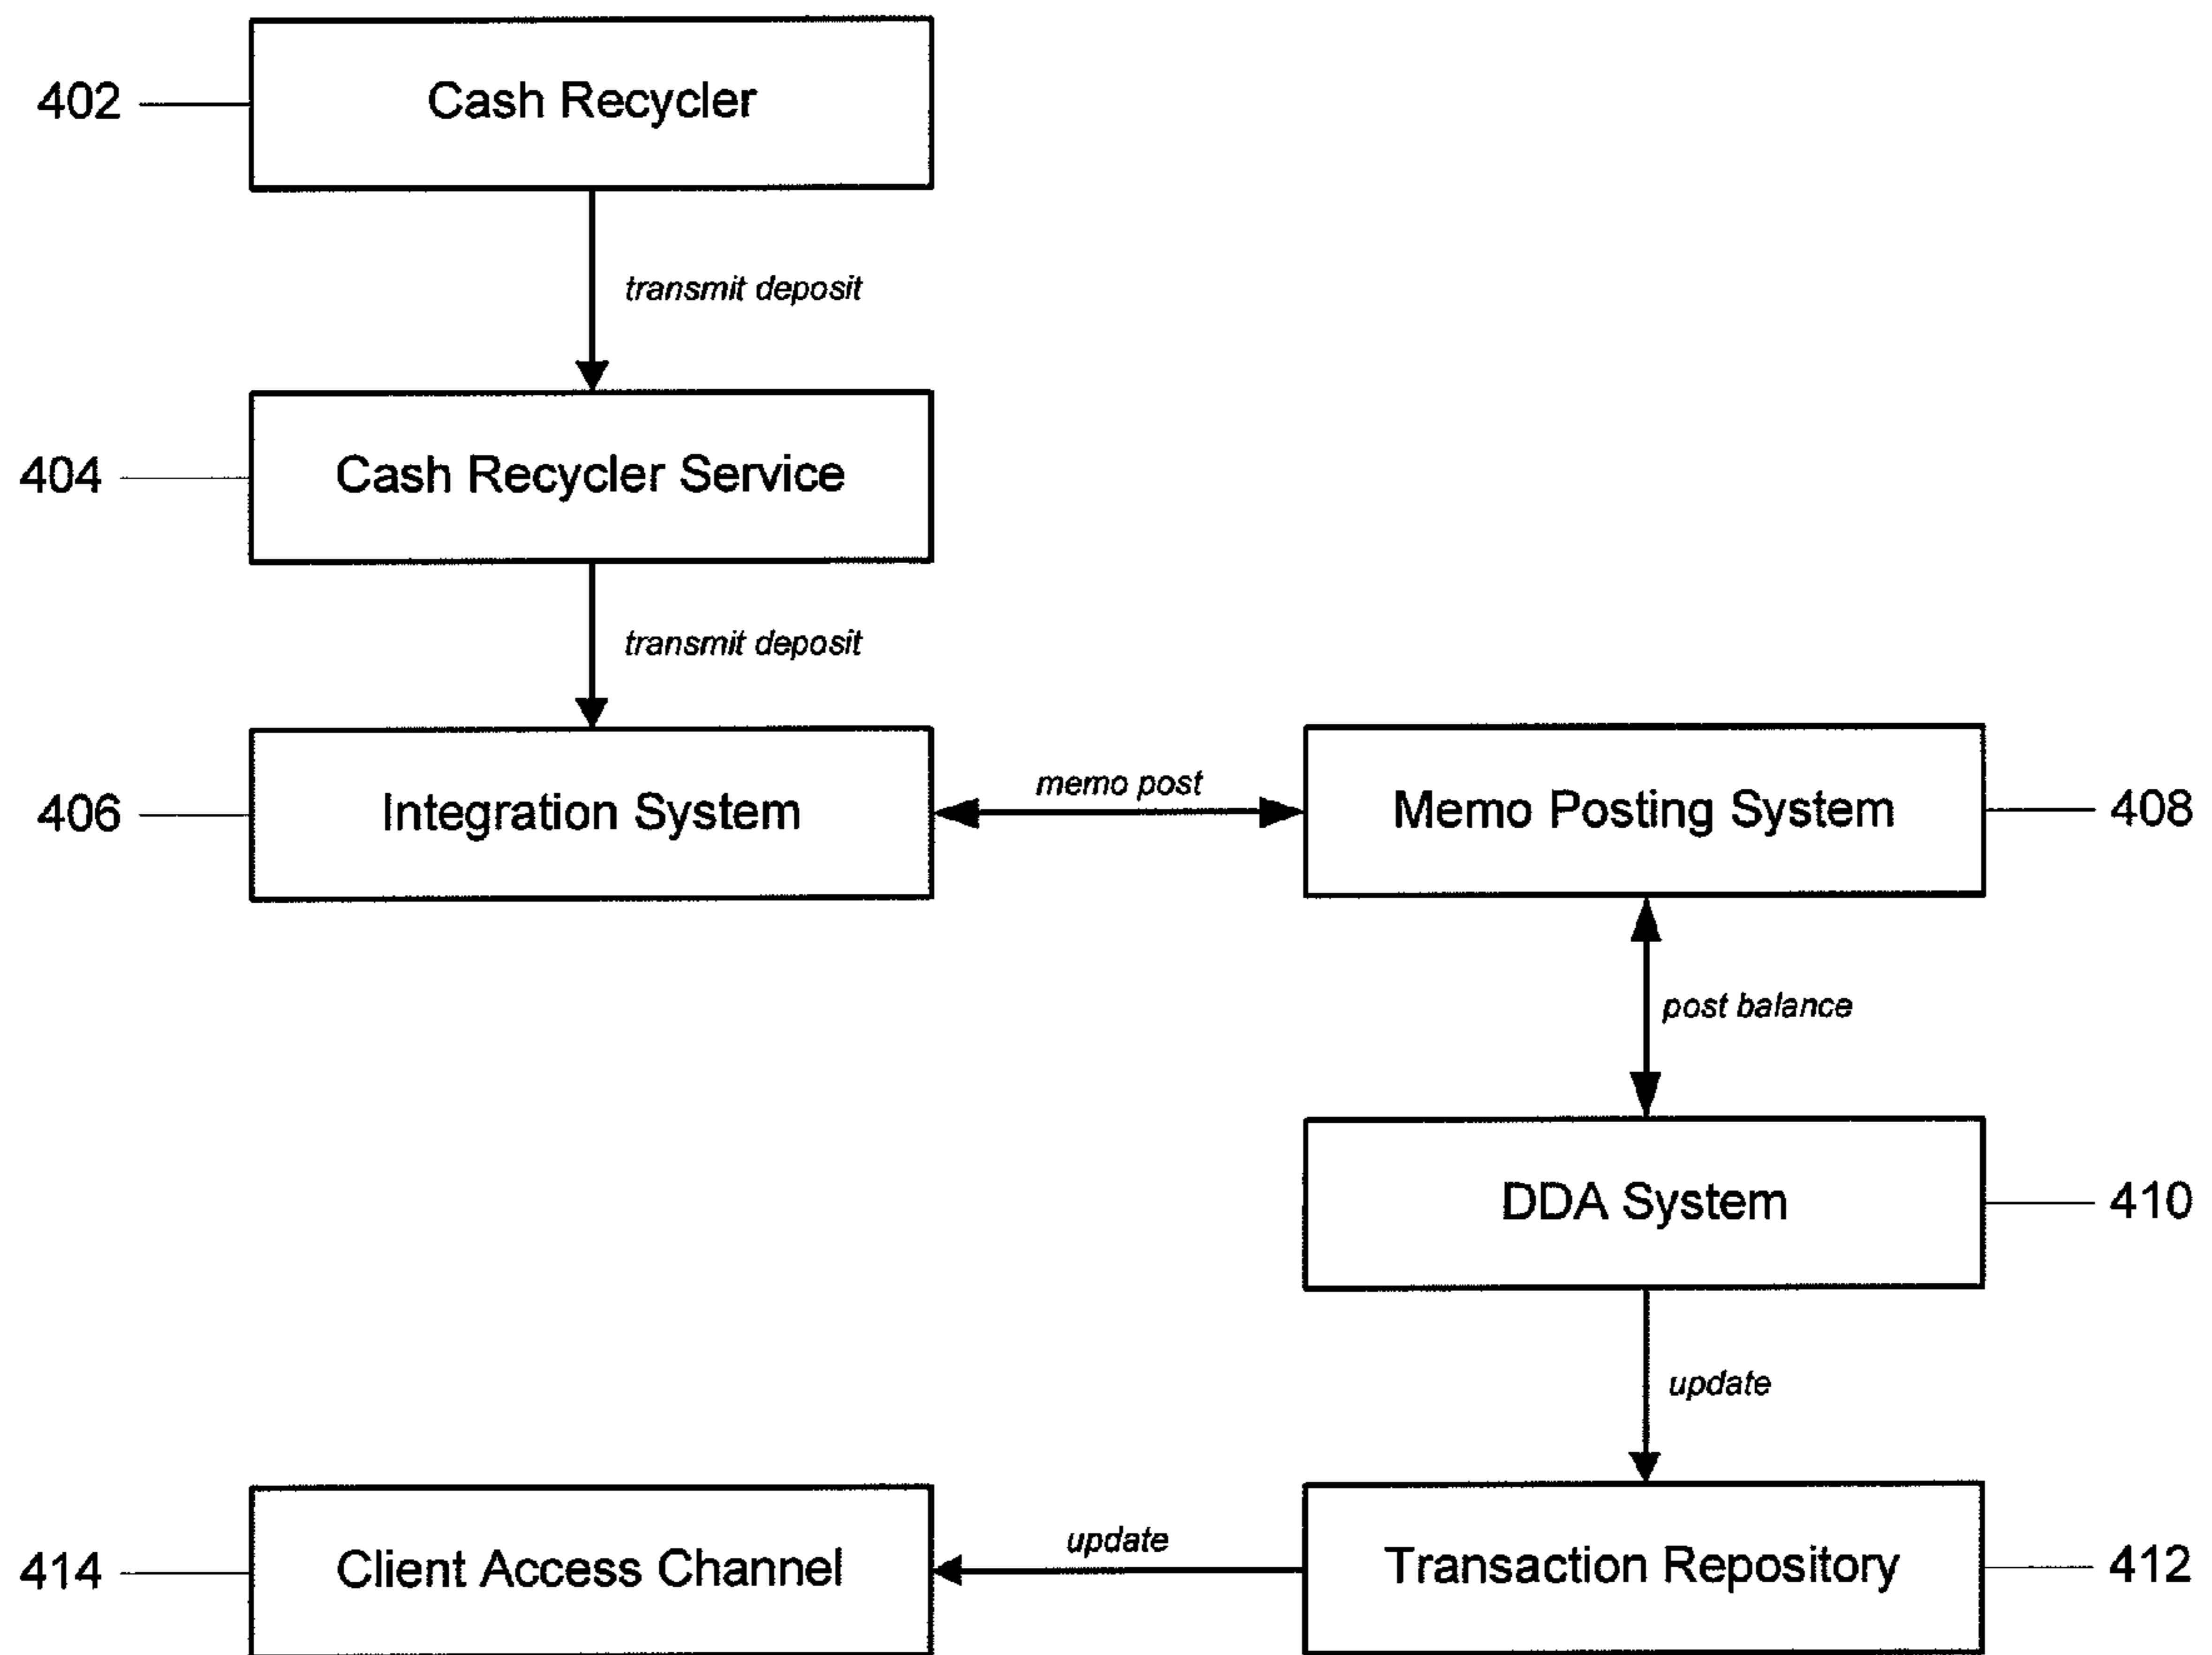 402
Cash Recycler
transmit deposit
404
Cash Recycler Service
transmit deposit
406
Integration System
memo post
Memo Posting System
408
post balance
DDA System
410
update
414
Client Access Channel
update
Transaction Repository
412